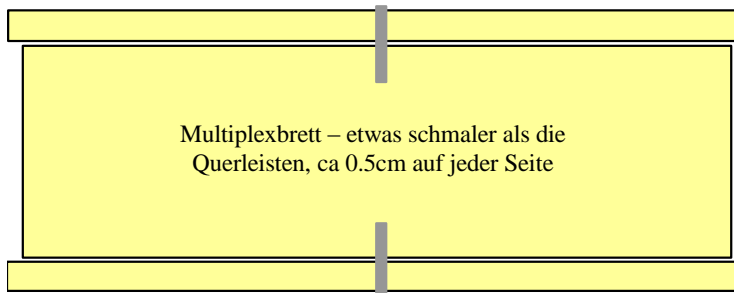 Multiplexbrett – etwas schmaler als die
Querleisten, ca 0.5cm auf jeder Seite